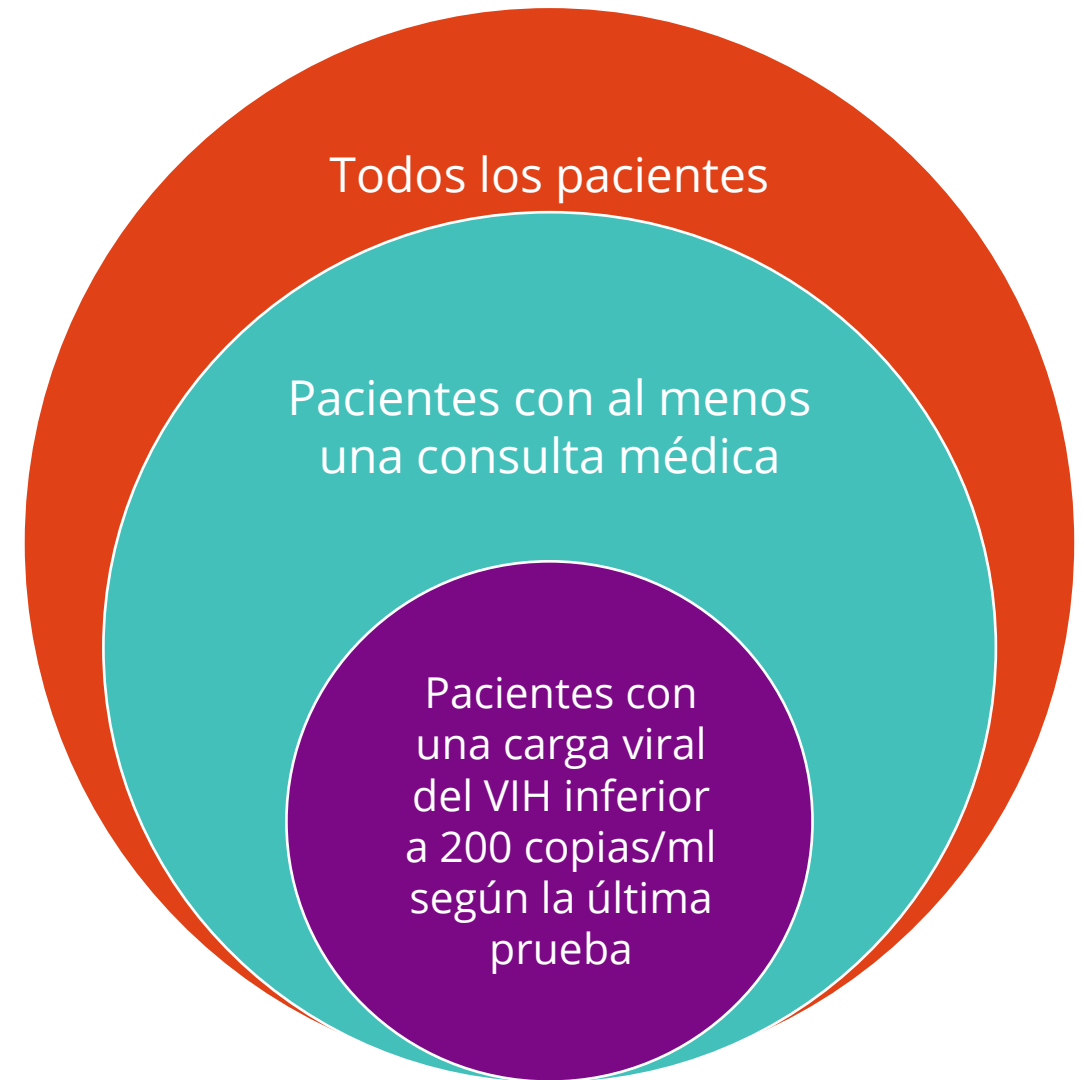 Todos los pacientes
Pacientes con al menos
una consulta médica
Pacientes con
una carga viral
del VIH inferior
a 200 copias/ml
según la última
prueba